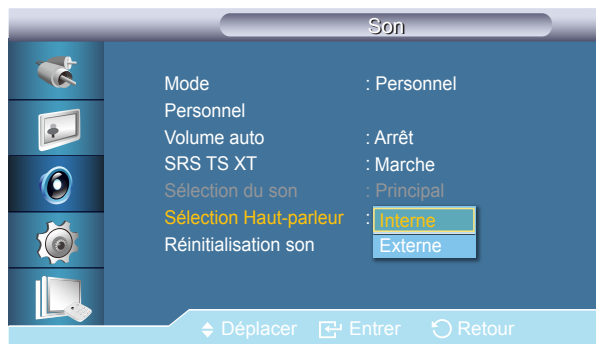 Son
Mode : Personnel
Personnel
Volume auto : Arrêt
SRS TS XT : Marche
Sélection du son : Principal
Sélection Haut-parleur : Interne
Externe
Réinitialisation son
Déplacer Entrer Retour